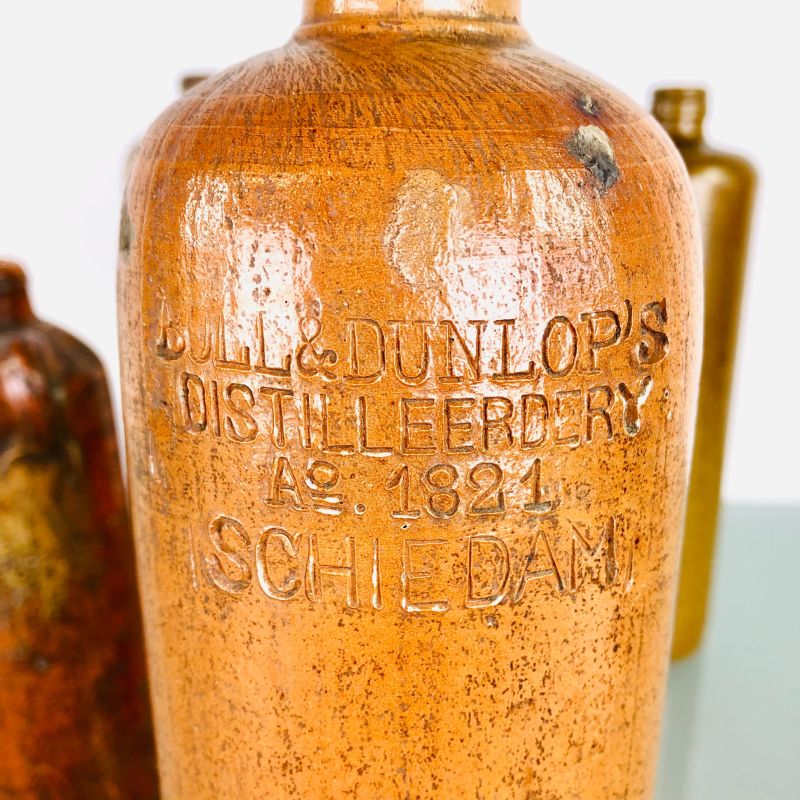 BULL & DUNLOP'S
DISTILLEERDERY
Aº. 1821
SCHIEDAM